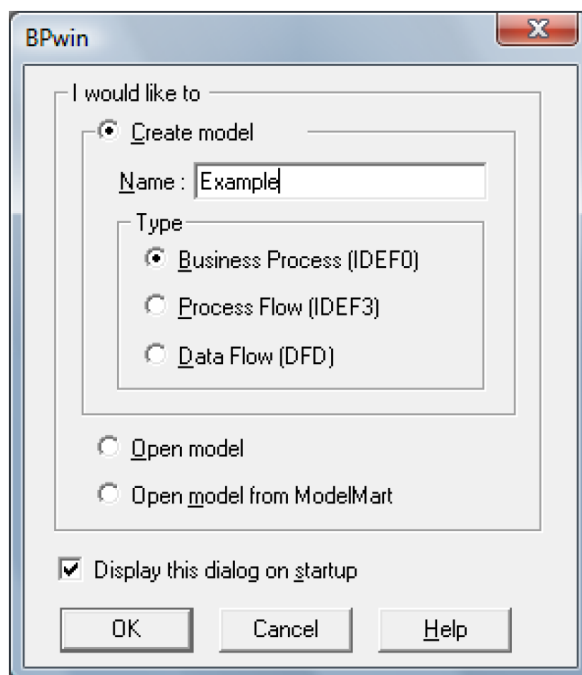 BPwin
I would like to
Create model
Name : Example
Type
Business Process (IDEF0)
Process Flow (IDEF3)
Data Flow (DFD)
Open model
Open model from ModelMart
Display this dialog on startup
OK Cancel Help